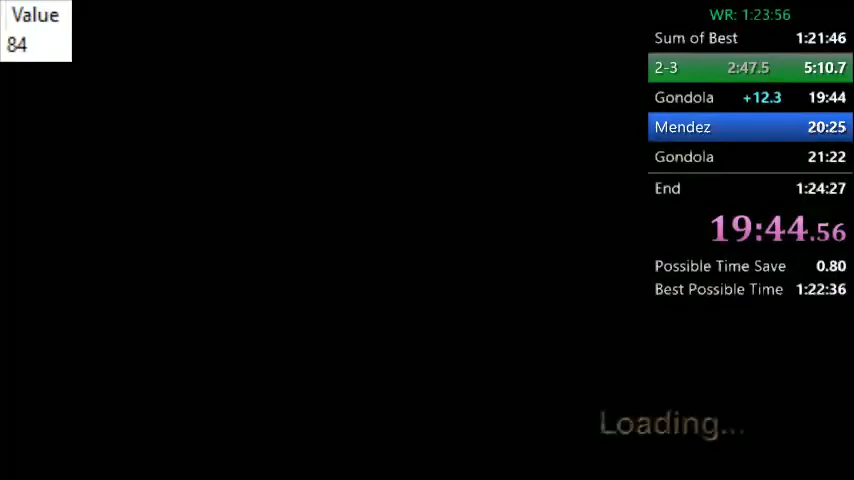 Value
84
WR: 1:23:56
Sum of Best 1:21:46
2-3 2:47.5 5:10.7
Gondola +12.3 19:44
Mendez 20:25
Gondola 21:22
End 1:24:27
19:44.56
Possible Time Save 0.80
Best Possible Time 1:22:36
Loading...